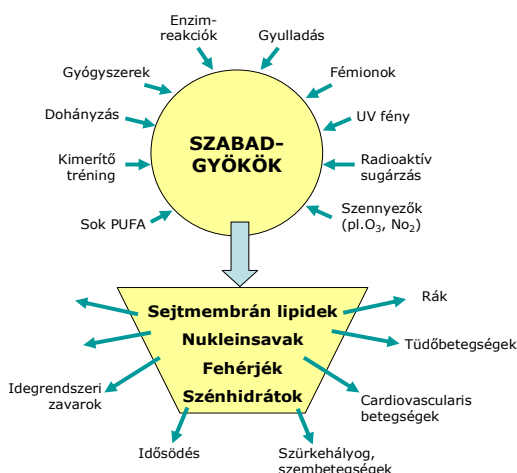 Enzim-
reakciók
Gyulladás
Gyógyszerek
Fémionok
Dohányzás
UV fény
SZABAD-
GYÖKÖK
Kimerítő
tréning
Radioaktív
sugárzás
Sok PUFA
Szennyezők
(pl.O₃, No₂)
Sejtmembrán lipidek
Rák
Nukleinsavak
Tüdőbetegségek
Fehérjék
Idegrendszeri
zavarok
Szénhidrátok
Cardiovascularis
betegségek
Idősödés
Szürkehályog,
szembetegségek